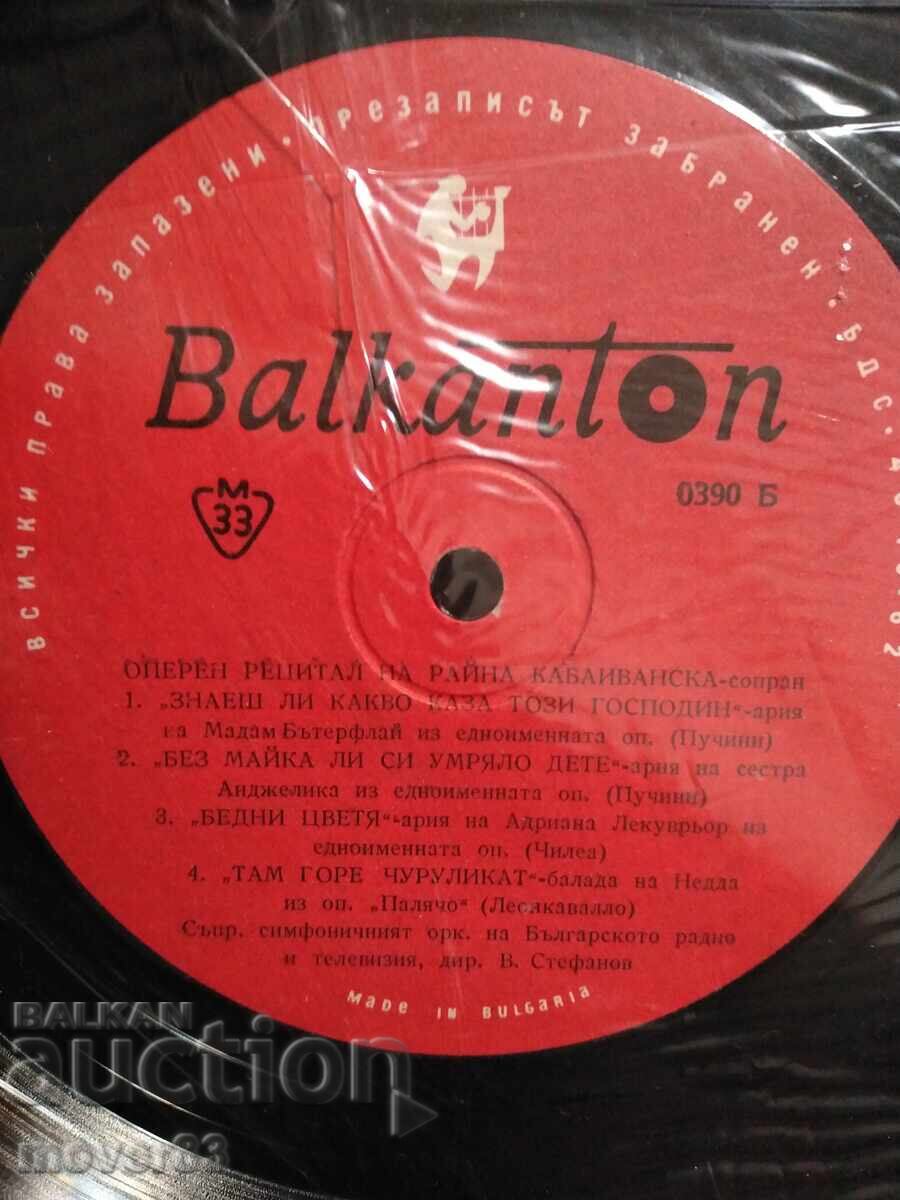 ВСИЧКИ ПРАВА ЗАПАЗЕНИ · ПРЕЗАПИСЪТ ЗАБРАНЕН · БДС ·
Balkanton
М
33
0390 Б
ОПЕРЕН РЕЦИТАЛ НА РАЙНА КАБАИВАНСКА-сопран
1. „ЗНАЕШ ЛИ КАКВО КАЗА ТОЗИ ГОСПОДИН“-ария
на Мадам Бътерфлай из едноименната оп. (Пучини)
2. „БЕЗ МАЙКА ЛИ СИ УМРЯЛО ДЕТЕ“-ария на сестра
Анджелика из едноименната оп. (Пучини)
3. „БЕДНИ ЦВЕТЯ“-ария на Адриана Лекуврьор из
едноименната оп. (Чилеа)
4. „ТАМ ГОРЕ ЧУРУЛИКАТ“-балада на Недда
из оп. „Палячо“ (Леонкавалло)
Съпр. симфоничният орк. на Българското радио
и телевизия, дир. В. Стефанов
MADE IN BULGARIA
BALKAN
auction
mover83